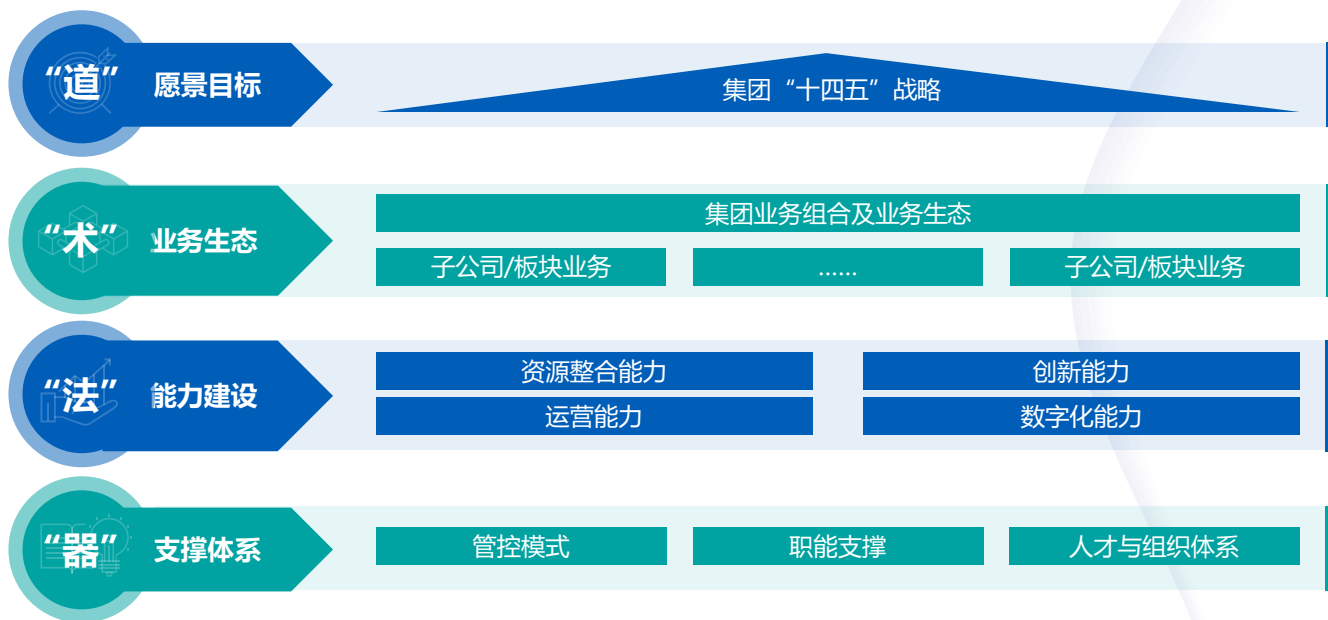 “道” 愿景目标
集团“十四五”战略
“术” 业务生态
集团业务组合及业务生态
子公司/板块业务
......
子公司/板块业务
“法” 能力建设
资源整合能力
创新能力
运营能力
数字化能力
“器” 支撑体系
管控模式
职能支撑
人才与组织体系